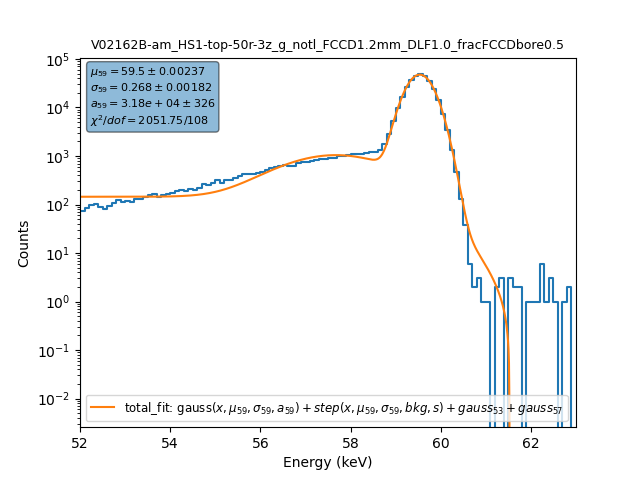 V02162B-am_HS1-top-50r-3z_g_notl_FCCD1.2mm_DLF1.0_fracFCCDbore0.5
μ₅₉ = 59.5 ± 0.00237
σ₅₉ = 0.268 ± 0.00182
a₅₉ = 3.18e + 04 ± 326
χ²/dof = 2051.75/108
10⁵
10⁴
10³
10²
10¹
10⁰
10⁻¹
10⁻²
Counts
total_fit: gauss(x, μ₅₉, σ₅₉, a₅₉) + step(x, μ₅₉, σ₅₉, bkg, s) + gauss₅₃ + gauss₅₇
52 54 56 58 60 62
Energy (keV)